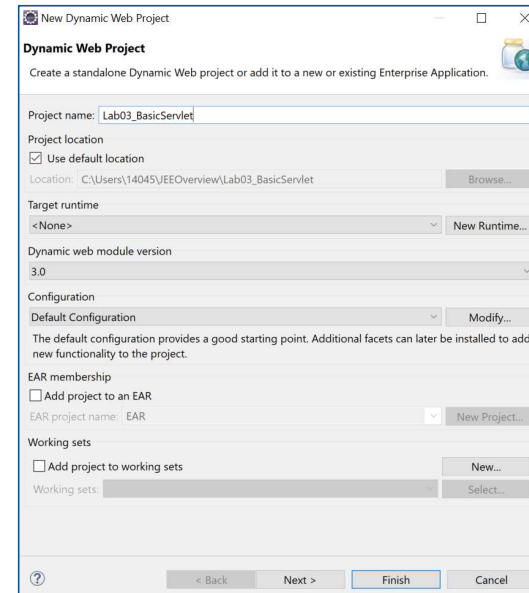 New Dynamic Web Project
Dynamic Web Project
Create a standalone Dynamic Web project or add it to a new or existing Enterprise Application.
Project name: Lab03_BasicServlet
Project location
Use default location
Location: C:\Users\14045\JEEOverview\Lab03_BasicServlet Browse...
Target runtime
<None> New Runtime...
Dynamic web module version
3.0
Configuration
Default Configuration Modify...
The default configuration provides a good starting point. Additional facets can later be installed to add
new functionality to the project.
EAR membership
Add project to an EAR
EAR project name: EAR New Project...
Working sets
Add project to working sets New...
Working sets: Select...
? < Back Next > Finish Cancel